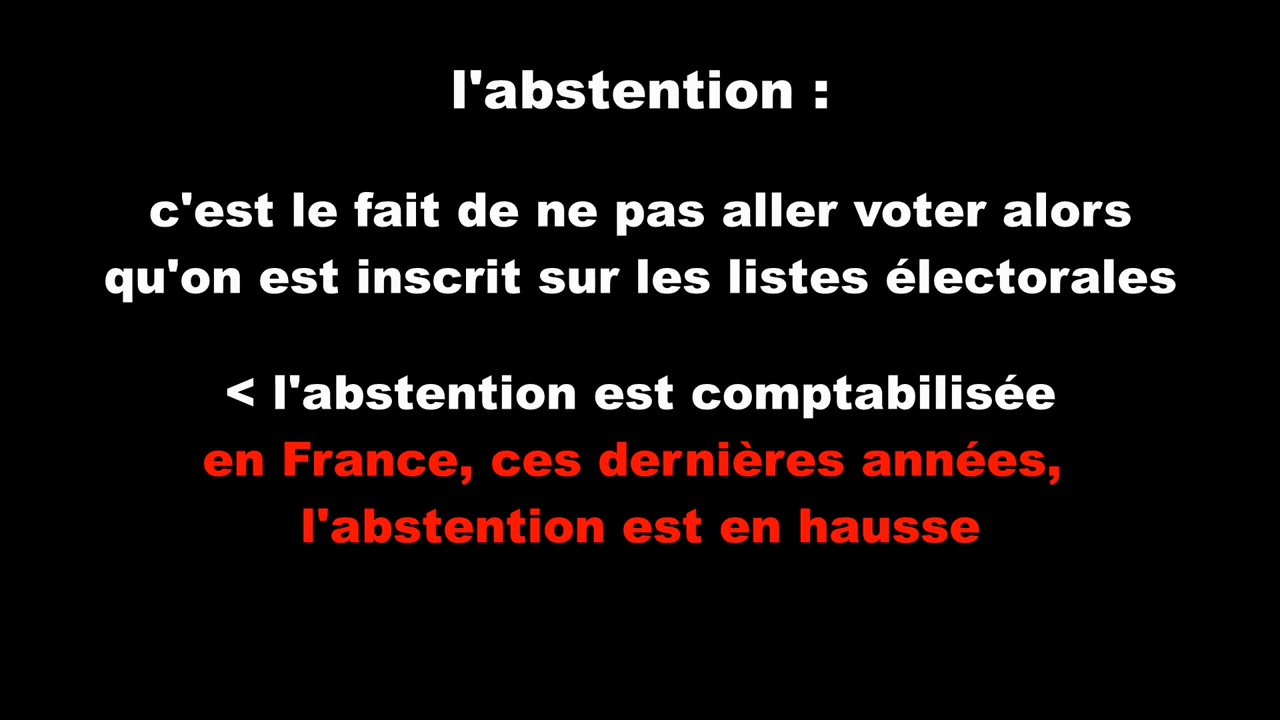 l'abstention :
c'est le fait de ne pas aller voter alors
qu'on est inscrit sur les listes électorales
< l'abstention est comptabilisée
en France, ces dernières années,
l'abstention est en hausse